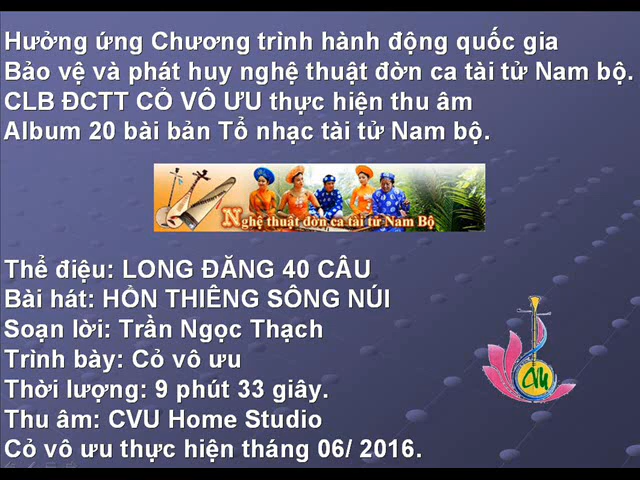 Hưởng ứng Chương trình hành động quốc gia
Bảo vệ và phát huy nghệ thuật đờn ca tài tử Nam bộ.
CLB ĐCTT CỎ VÔ ƯU thực hiện thu âm
Album 20 bài bản Tổ nhạc tài tử Nam bộ.
Nghệ thuật đờn ca tài tử Nam Bộ
Thể điệu: LONG ĐĂNG 40 CÂU
Bài hát: HỒN THIÊNG SÔNG NÚI
Soạn lời: Trần Ngọc Thạch
Trình bày: Cỏ vô ưu
CVU
Thời lượng: 9 phút 33 giây.
Thu âm: CVU Home Studio
Cỏ vô ưu thực hiện tháng 06/ 2016.